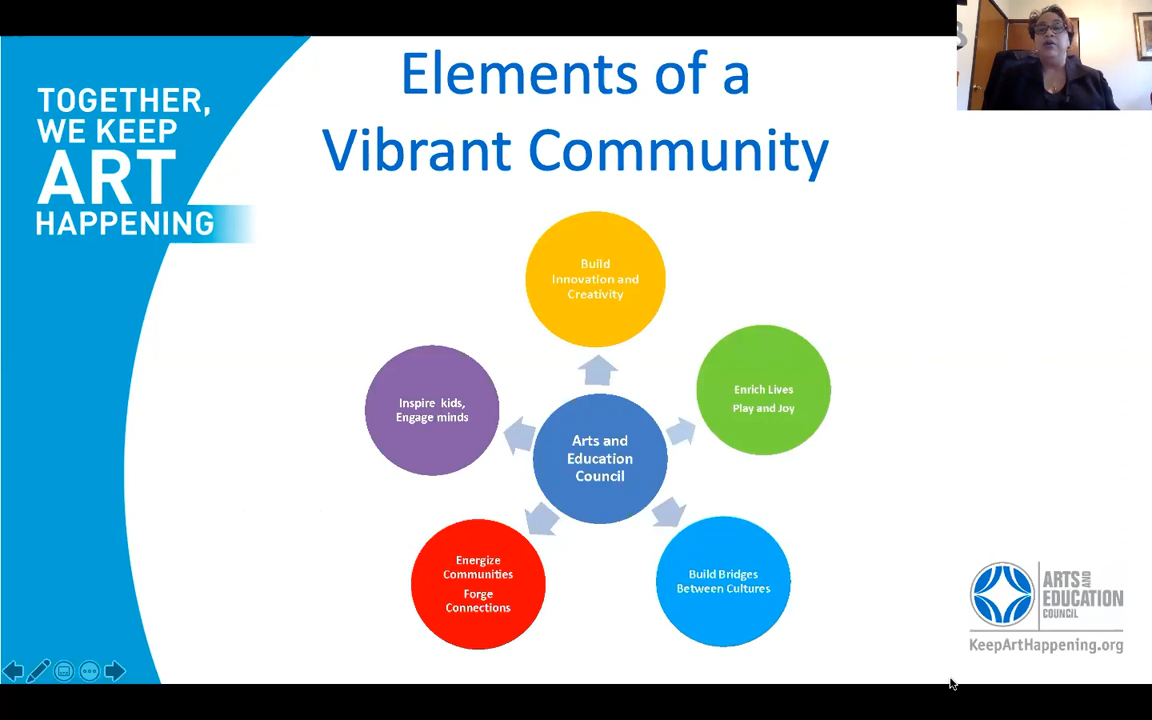 TOGETHER,
WE KEEP
ART
HAPPENING
Elements of a
Vibrant Community
Build
Innovation and
Creativity
Enrich Lives
Play and Joy
Inspire kids,
Engage minds
Arts and
Education
Council
Energize
Communities
Forge
Connections
Build Bridges
Between Cultures
ARTS AND
EDUCATION
COUNCIL
KeepArtHappening.org